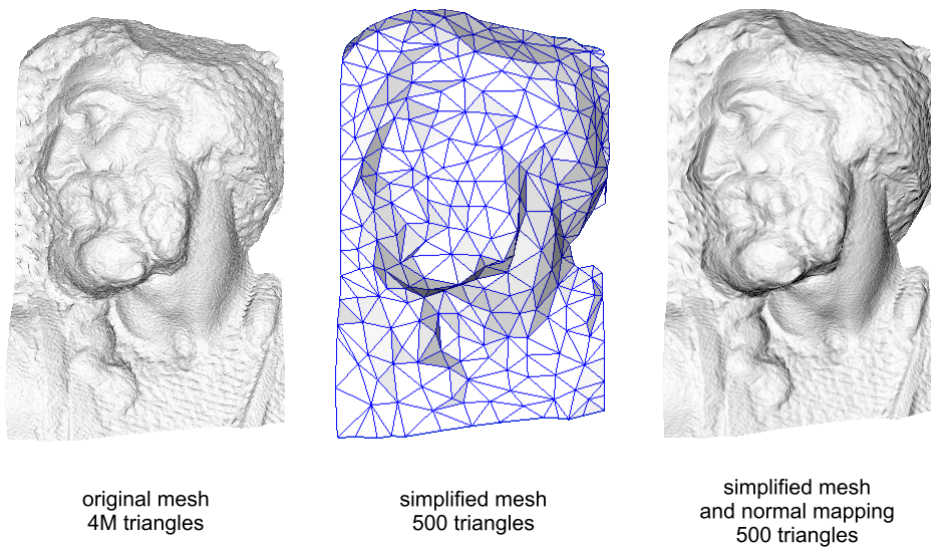 original mesh
4M triangles
simplified mesh
500 triangles
simplified mesh
and normal mapping
500 triangles